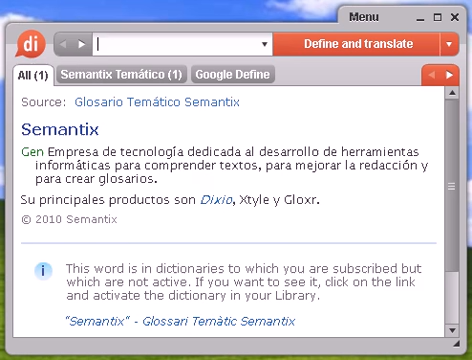 Menu
di
Define and translate
All (1)
Semantix Temático (1)
Google Define
Source: Glosario Temático Semantix
Semantix
Gen Empresa de tecnología dedicada al desarrollo de herramientas
informáticas para comprender textos, para mejorar la redacción y
para crear glosarios.
Su principales productos son Dixio, Xtyle y Gloxr.
© 2010 Semantix
i
This word is in dictionaries to which you are subscribed but
which are not active. If you want to see it, click on the link
and activate the dictionary in your Library.
"Semantix" - Glossari Temàtic Semantix